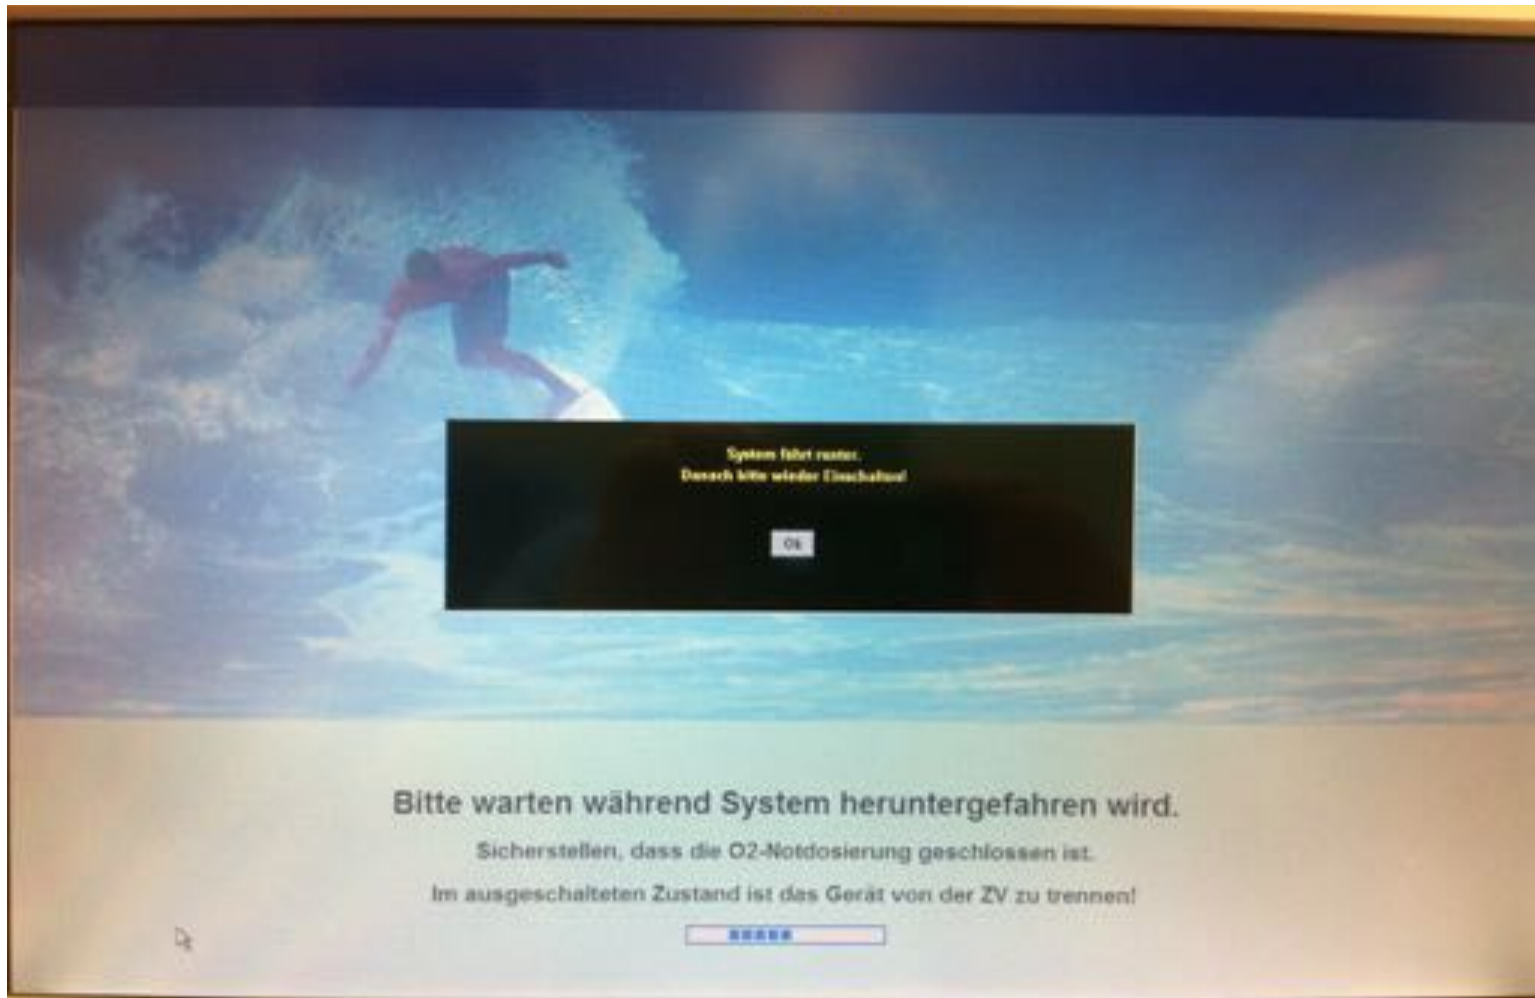 System fährt runter.
Danach bitte wieder Einschalten!
Ok
Bitte warten während System heruntergefahren wird.
Sicherstellen, dass die O2-Notdosierung geschlossen ist.
Im ausgeschalteten Zustand ist das Gerät von der ZV zu trennen!